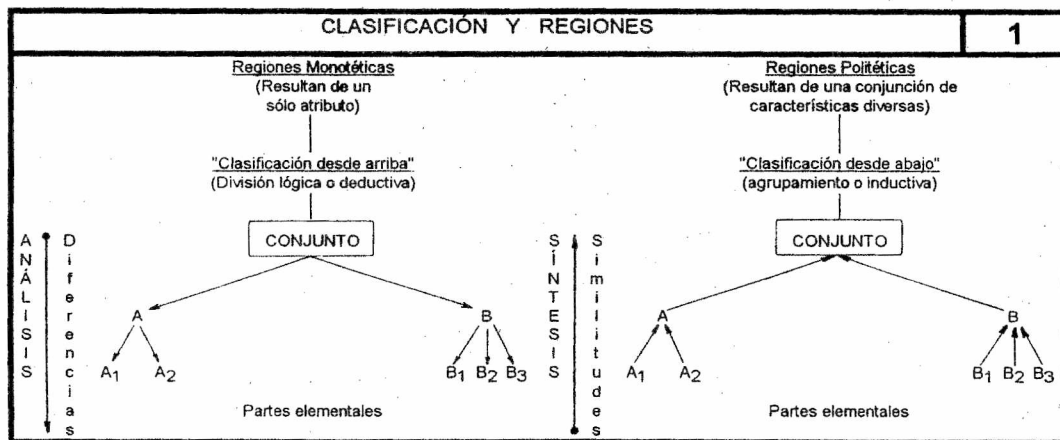 CLASIFICACIÓN Y REGIONES
1
Regiones Monotéticas
(Resultan de un
sólo atributo)
"Clasificación desde arriba"
(División lógica o deductiva)
CONJUNTO
ANÁLISIS
Diferencias
A
B
A1 A2
B1 B2 B3
Partes elementales
Regiones Politéticas
(Resultan de una conjunción de
características diversas)
"Clasificación desde abajo"
(agrupamiento o inductiva)
CONJUNTO
SÍNTESIS
Similitudes
A
B
A1 A2
B1 B2 B3
Partes elementales